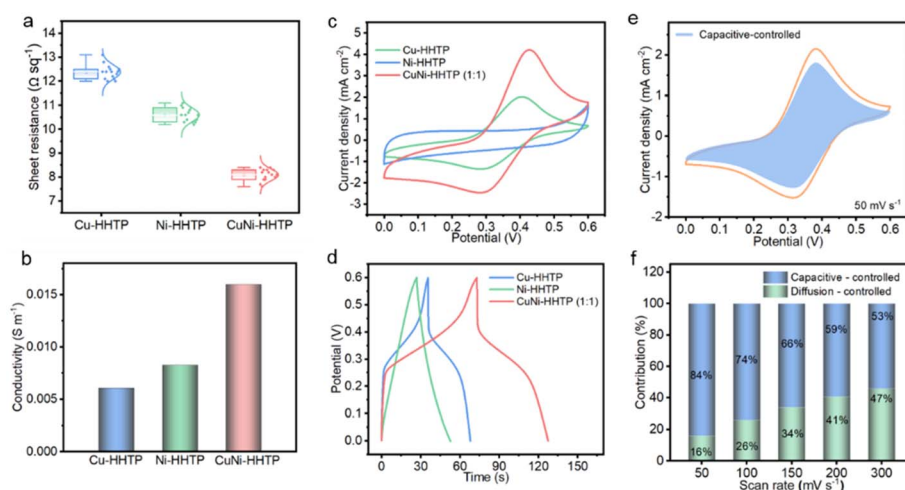 a
Sheet resistance (Ω sq⁻¹)
13
12
11
10
9
8
7
Cu-HHTP
Ni-HHTP
CuNi-HHTP
b
Conductivity (S m⁻¹)
0.015
0.010
0.005
0.000
Cu-HHTP
Ni-HHTP
CuNi-HHTP
c
Cu-HHTP
Ni-HHTP
CuNi-HHTP (1:1)
Current density (mA cm⁻²)
5
4
3
2
1
0
-1
-2
-3
0.0 0.1 0.2 0.3 0.4 0.5 0.6
Potential (V)
d
Cu-HHTP
Ni-HHTP
CuNi-HHTP (1:1)
Potential (V)
0.6
0.5
0.4
0.3
0.2
0.1
0.0
0 30 60 90 120 150
Time (s)
e
Capacitive-controlled
Current density (mA cm⁻²)
2
1
0
-1
-2
50 mV s⁻¹
0.0 0.1 0.2 0.3 0.4 0.5 0.6
Potential (V)
f
Capacitive - controlled
Diffusion - controlled
Contribution (%)
120
100
80
60
40
20
0
84% 74% 66% 59% 53%
16% 26% 34% 41% 47%
50 100 150 200 300
Scan rate (mV s⁻¹)